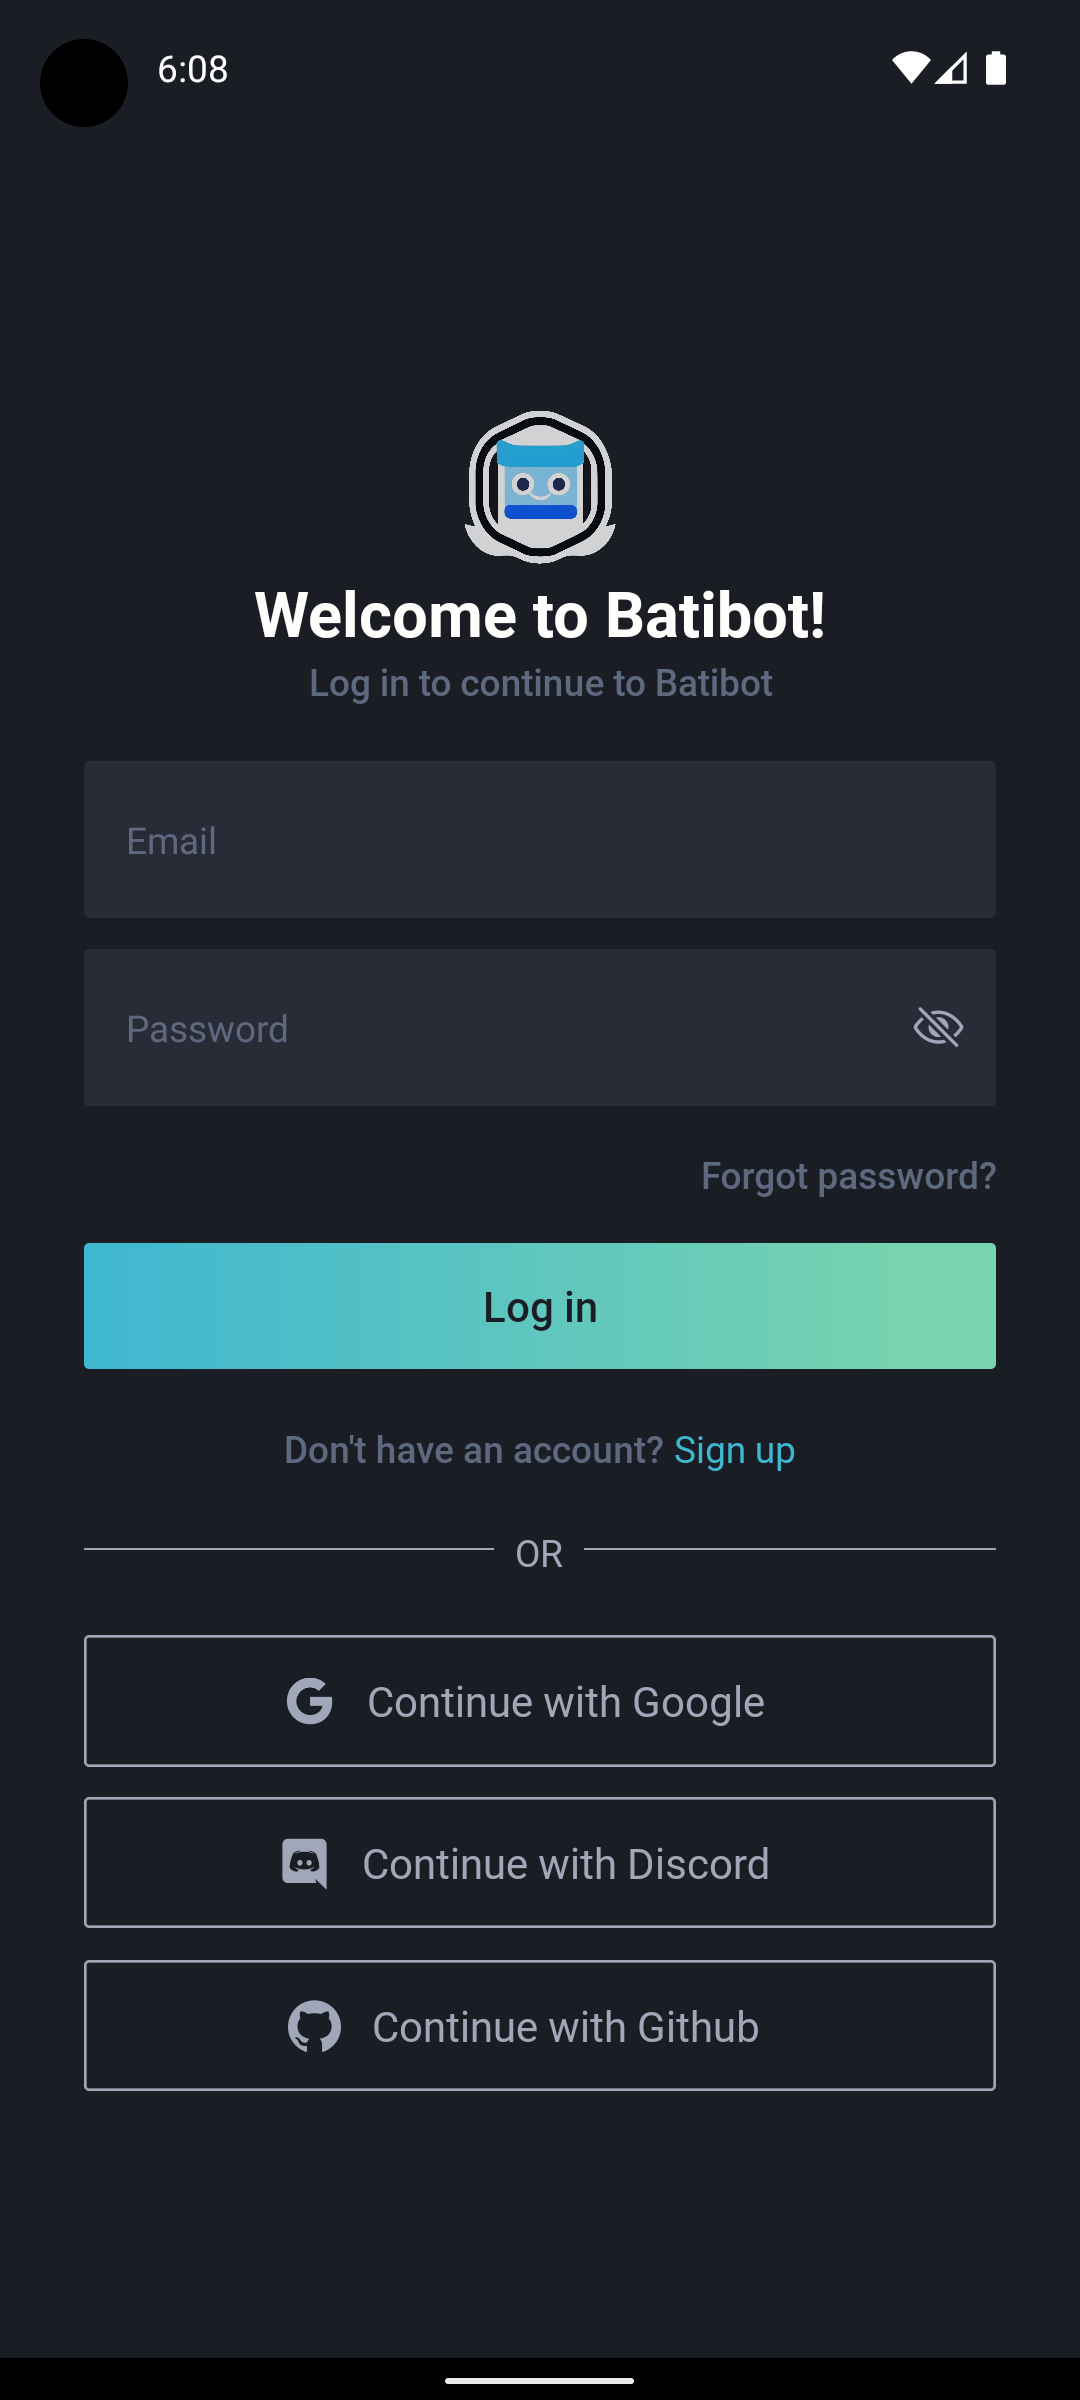 6:08
Welcome to Batibot!
Log in to continue to Batibot
Email
Password
Forgot password?
Log in
Don't have an account? Sign up
OR
Continue with Google
Continue with Discord
Continue with Github